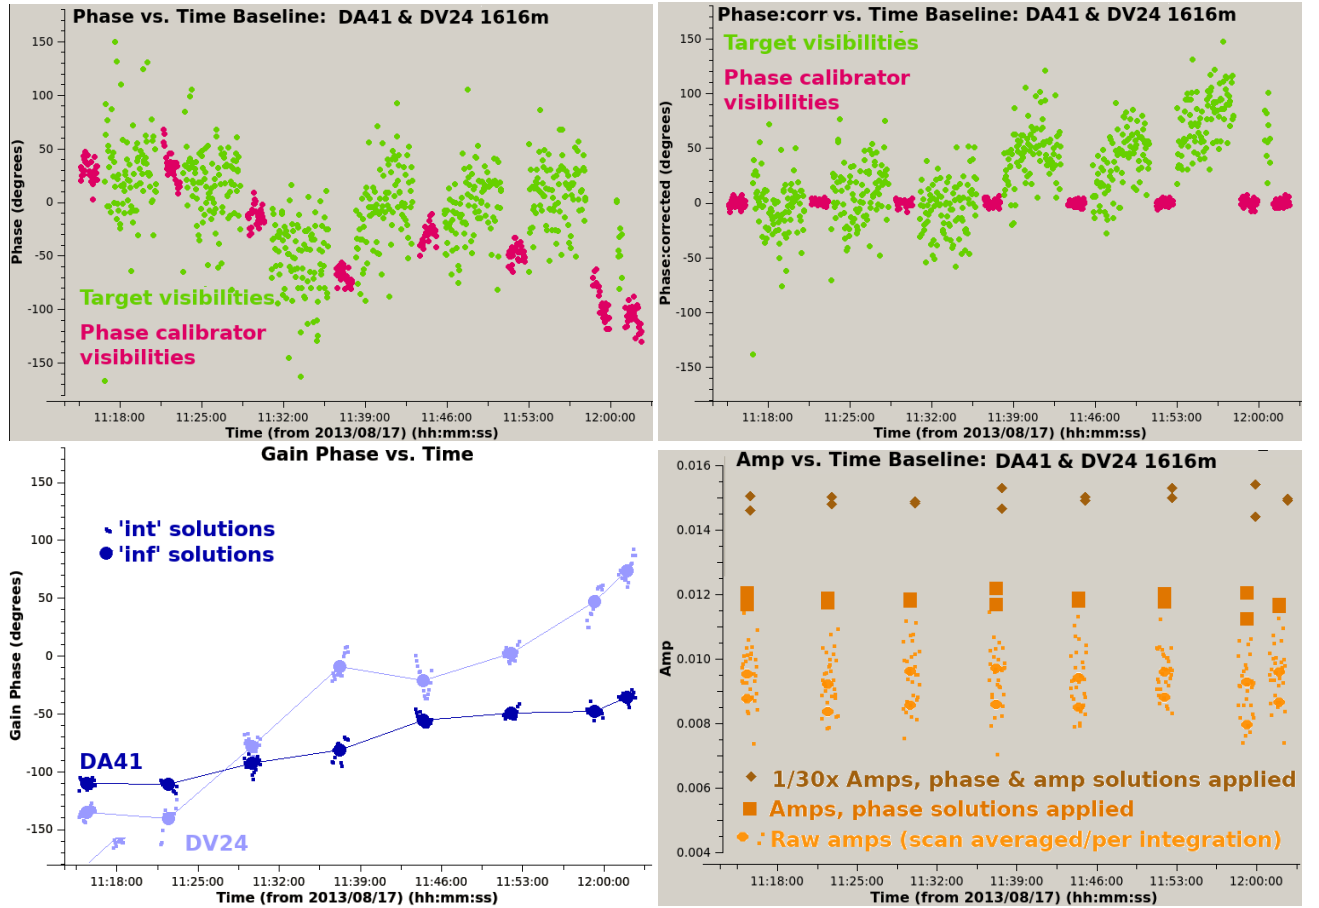 Phase vs. Time Baseline: DA41 & DV24 1616m
Phase (degrees)
150
100
50
0
-50
-100
-150
Target visibilities
Phase calibrator
visibilities
11:18:00
11:25:00
11:32:00
11:39:00
11:46:00
11:53:00
12:00:00
Time (from 2013/08/17) (hh:mm:ss)
Phase:corr vs. Time Baseline: DA41 & DV24 1616m
Phase:corrected (degrees)
150
100
50
0
-50
-100
-150
Target visibilities
Phase calibrator
visibilities
11:18:00
11:25:00
11:32:00
11:39:00
11:46:00
11:53:00
12:00:00
Time (from 2013/08/17) (hh:mm:ss)
Gain Phase vs. Time
Gain Phase (degrees)
150
100
50
0
-50
-100
-150
'int' solutions
'inf' solutions
DA41
DV24
11:18:00
11:25:00
11:32:00
11:39:00
11:46:00
11:53:00
12:00:00
Time (from 2013/08/17) (hh:mm:ss)
Amp vs. Time Baseline: DA41 & DV24 1616m
Amp
0.016
0.014
0.012
0.010
0.008
0.006
0.004
1/30x Amps, phase & amp solutions applied
Amps, phase solutions applied
Raw amps (scan averaged/per integration)
11:18:00
11:25:00
11:32:00
11:39:00
11:46:00
11:53:00
12:00:00
Time (from 2013/08/17) (hh:mm:ss)